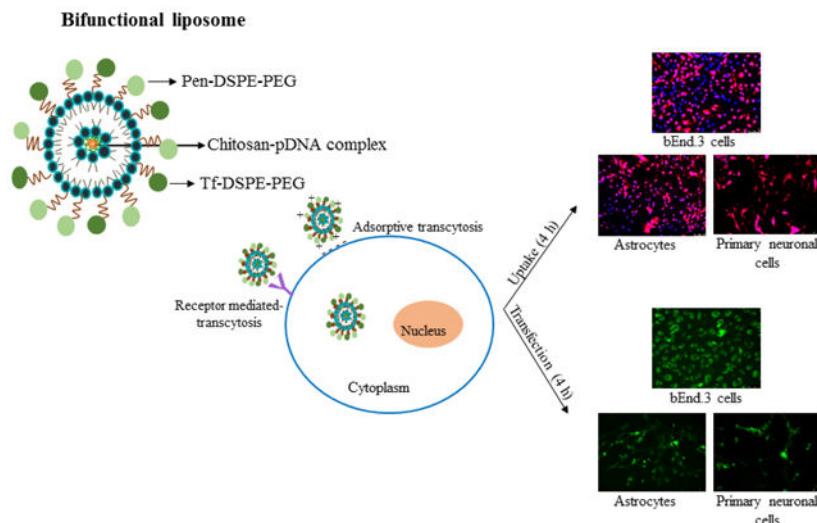 Bifunctional liposome
Pen-DSPE-PEG
Chitosan-pDNA complex
Tf-DSPE-PEG
Adsorptive transcytosis
Receptor mediated-
transcytosis
Nucleus
Cytoplasm
Uptake (4 h)
Transfection (4 h)
bEnd.3 cells
Astrocytes
Primary neuronal
cells
bEnd.3 cells
Astrocytes
Primary neuronal
cells